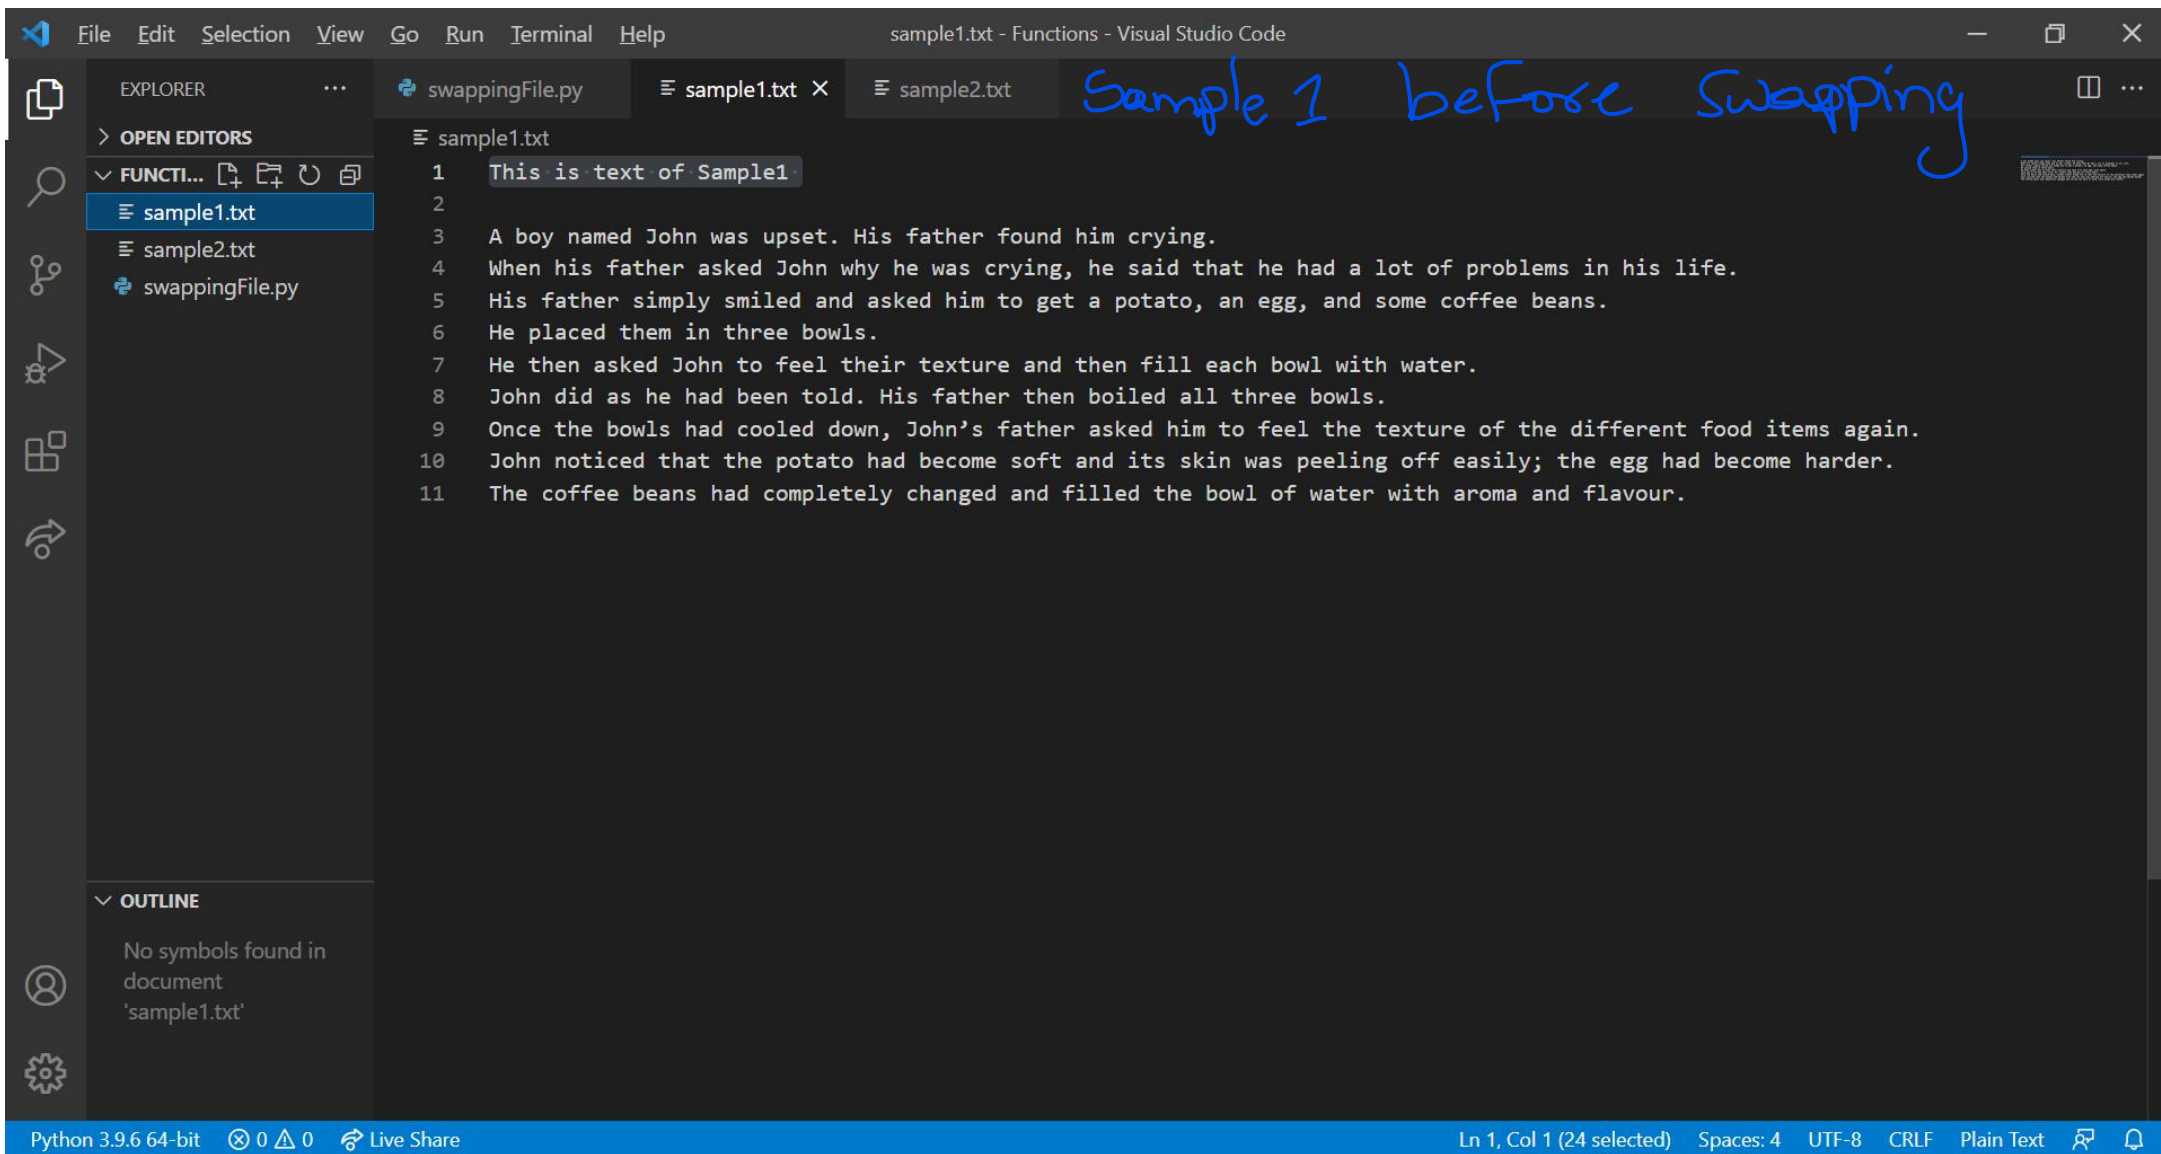 File Edit Selection View Go Run Terminal Help sample1.txt - Functions - Visual Studio Code
EXPLORER ... swappingFile.py sample1.txt sample2.txt Sample 1 before Swapping ...
OPEN EDITORS sample1.txt
FUNCTI...
sample1.txt
sample2.txt
swappingFile.py
1 This is text of Sample1
2
3 A boy named John was upset. His father found him crying.
4 When his father asked John why he was crying, he said that he had a lot of problems in his life.
5 His father simply smiled and asked him to get a potato, an egg, and some coffee beans.
6 He placed them in three bowls.
7 He then asked John to feel their texture and then fill each bowl with water.
8 John did as he had been told. His father then boiled all three bowls.
9 Once the bowls had cooled down, John’s father asked him to feel the texture of the different food items again.
10 John noticed that the potato had become soft and its skin was peeling off easily; the egg had become harder.
11 The coffee beans had completely changed and filled the bowl of water with aroma and flavour.
OUTLINE
No symbols found in
document
'sample1.txt'
Python 3.9.6 64-bit 0 0 Live Share Ln 1, Col 1 (24 selected) Spaces: 4 UTF-8 CRLF Plain Text